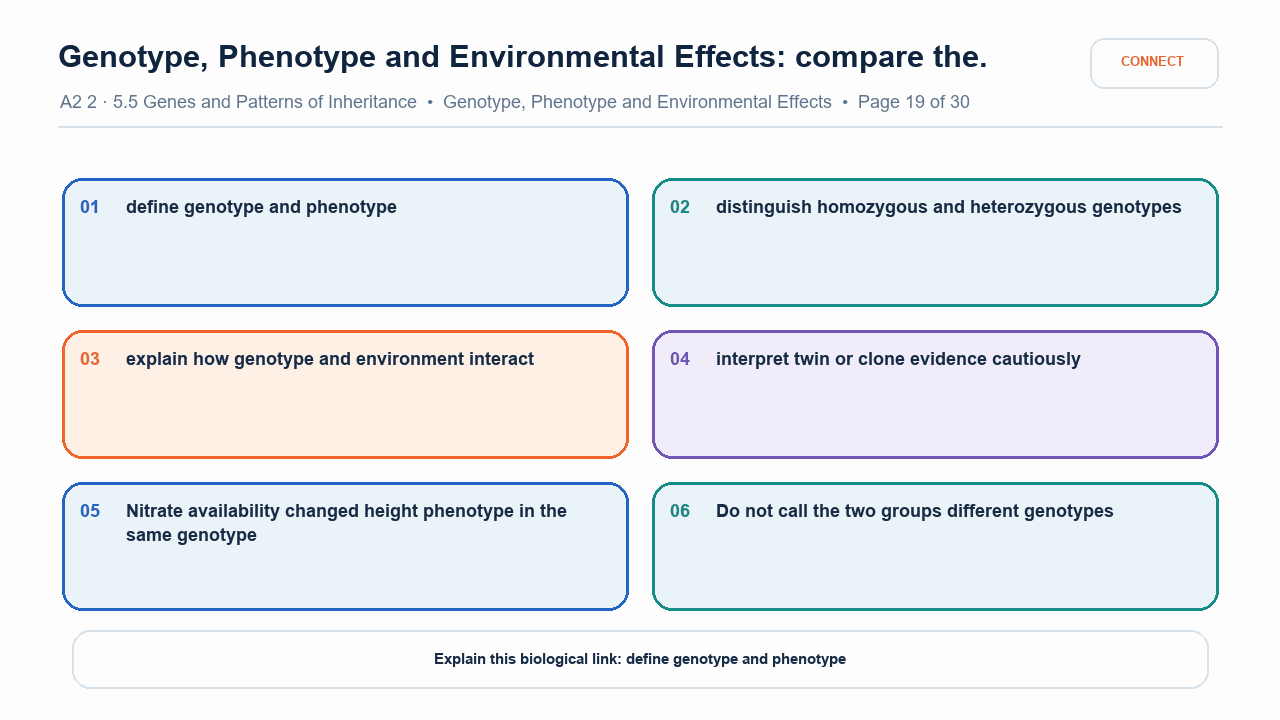 Genotype, Phenotype and Environmental Effects: compare the.
CONNECT
A2 2 · 5.5 Genes and Patterns of Inheritance • Genotype, Phenotype and Environmental Effects • Page 19 of 30
01 define genotype and phenotype
02 distinguish homozygous and heterozygous genotypes
03 explain how genotype and environment interact
04 interpret twin or clone evidence cautiously
05 Nitrate availability changed height phenotype in the
same genotype
06 Do not call the two groups different genotypes
Explain this biological link: define genotype and phenotype